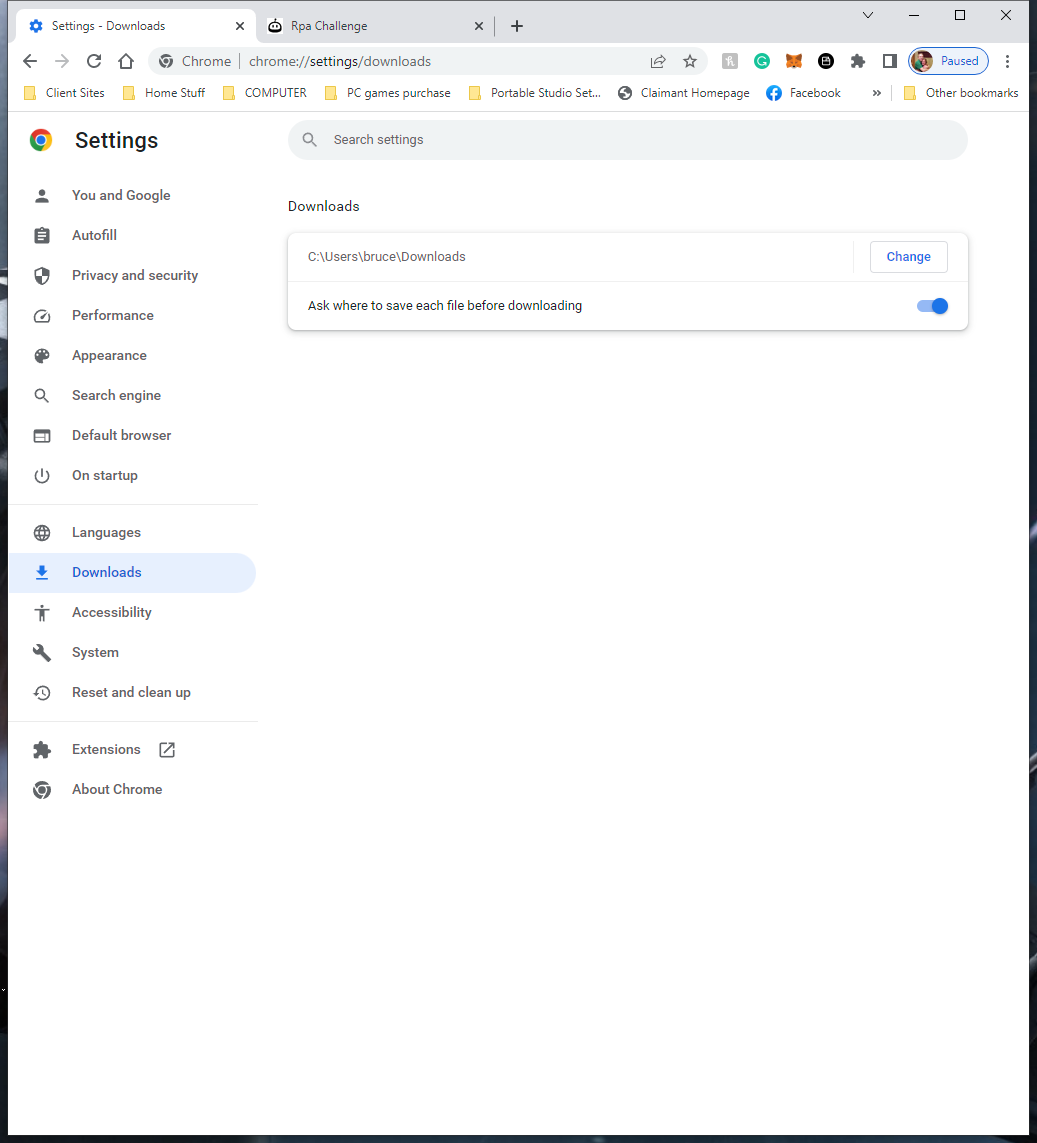 Settings - Downloads
Rpa Challenge
Chrome
chrome://settings/downloads
Paused
Client Sites
Home Stuff
COMPUTER
PC games purchase
Portable Studio Set...
Claimant Homepage
Facebook
»
Other bookmarks
Settings
Search settings
You and Google
Autofill
Privacy and security
Performance
Appearance
Search engine
Default browser
On startup
Languages
Downloads
Accessibility
System
Reset and clean up
Extensions
About Chrome
Downloads
C:\Users\bruce\Downloads
Change
Ask where to save each file before downloading